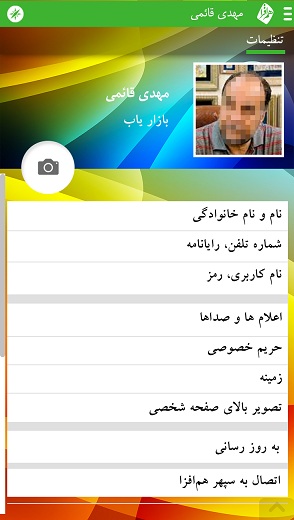 مهدی قائمی
تنظیمات
مهدی قائمی
بازار یاب
نام و نام خانوادگی
شماره تلفن، رایانامه
نام کاربری، رمز
اعلام ها و صداها
حریم خصوصی
زمینه
تصویر بالای صفحه شخصی
به روز رسانی
اتصال به سپهر هم‌افزا